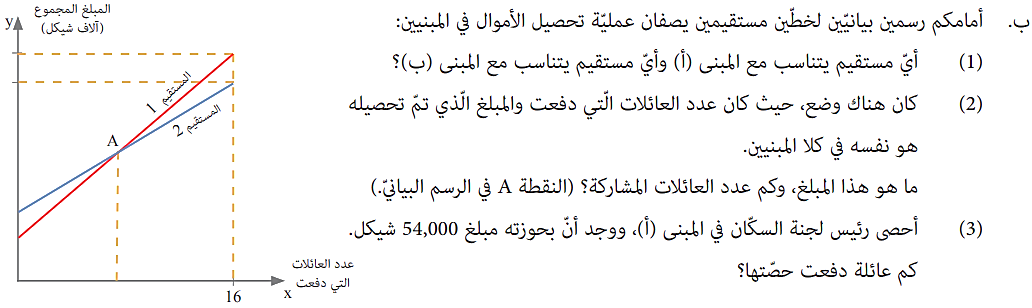 ب. أمامكم رسمين بيانيّين لخطّين مستقيمين يصفان عمليّة تحصيل الأموال في المبنيين:
(1) أيّ مستقيم يتناسب مع المبنى (أ) وأيّ مستقيم يتناسب مع المبنى (ب)؟
(2) كان هناك وضع، حيث كان عدد العائلات الّتي دفعت والمبلغ الّذي تمّ تحصيله
هو نفسه في كلا المبنيين.
ما هو هذا المبلغ، وكم عدد العائلات المشاركة؟ (النقطة A في الرسم البيانيّ.)
(3) أحصى رئيس لجنة السكّان في المبنى (أ)، ووجد أنّ بحوزته مبلغ 54,000 شيكل.
كم عائلة دفعت حصّتها؟
المبلغ المجموع
(آلاف شيكل)
y
المستقيم 1
المستقيم 2
A
عدد العائلات
التي دفعت
x
16